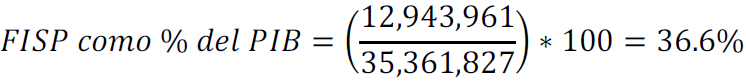 FISP como % del PIB = (12,943,961 / 35,361,827) * 100 = 36.6%